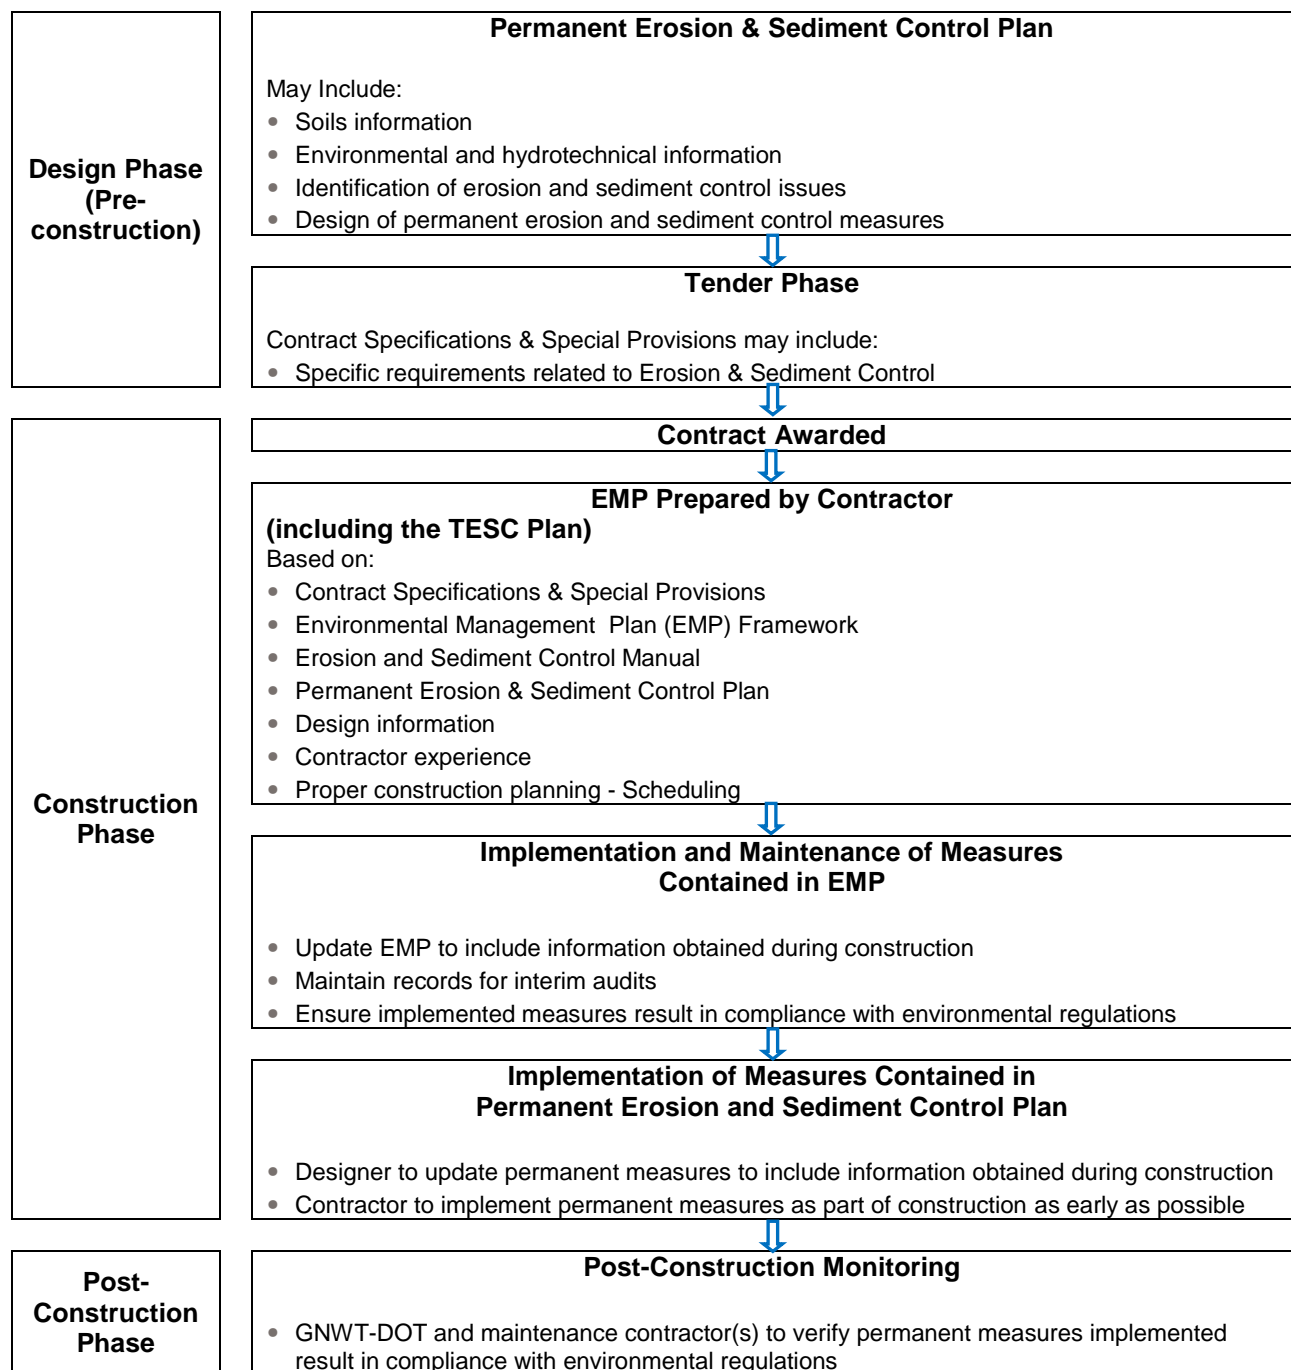 Design Phase
(Pre-
construction)
Permanent Erosion & Sediment Control Plan
May Include:
• Soils information
• Environmental and hydrotechnical information
• Identification of erosion and sediment control issues
• Design of permanent erosion and sediment control measures
Tender Phase
Contract Specifications & Special Provisions may include:
• Specific requirements related to Erosion & Sediment Control
Construction
Phase
Contract Awarded
EMP Prepared by Contractor
(including the TESC Plan)
Based on:
• Contract Specifications & Special Provisions
• Environmental Management  Plan (EMP) Framework
• Erosion and Sediment Control Manual
• Permanent Erosion & Sediment Control Plan
• Design information
• Contractor experience
• Proper construction planning - Scheduling
Implementation and Maintenance of Measures
Contained in EMP
• Update EMP to include information obtained during construction
• Maintain records for interim audits
• Ensure implemented measures result in compliance with environmental regulations
Implementation of Measures Contained in
Permanent Erosion and Sediment Control Plan
• Designer to update permanent measures to include information obtained during construction
• Contractor to implement permanent measures as part of construction as early as possible
Post-
Construction
Phase
Post-Construction Monitoring
• GNWT-DOT and maintenance contractor(s) to verify permanent measures implemented
result in compliance with environmental regulations